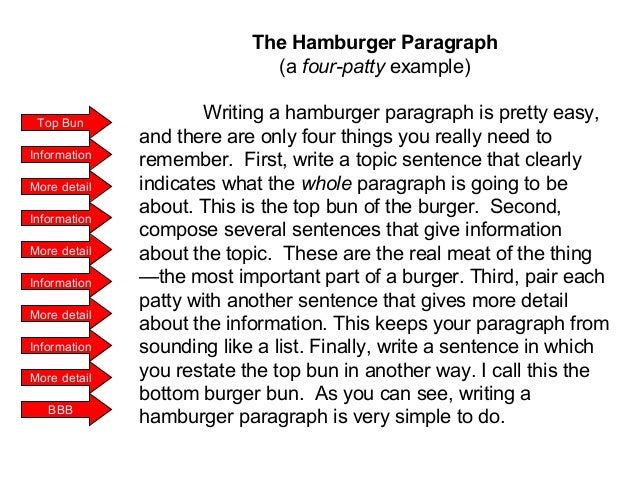 The Hamburger Paragraph
(a four-patty example)
Top Bun
Information
More detail
Information
More detail
Information
More detail
Information
More detail
BBB
Writing a hamburger paragraph is pretty easy,
and there are only four things you really need to
remember. First, write a topic sentence that clearly
indicates what the whole paragraph is going to be
about. This is the top bun of the burger. Second,
compose several sentences that give information
about the topic. These are the real meat of the thing
—the most important part of a burger. Third, pair each
patty with another sentence that gives more detail
about the information. This keeps your paragraph from
sounding like a list. Finally, write a sentence in which
you restate the top bun in another way. I call this the
bottom burger bun. As you can see, writing a
hamburger paragraph is very simple to do.